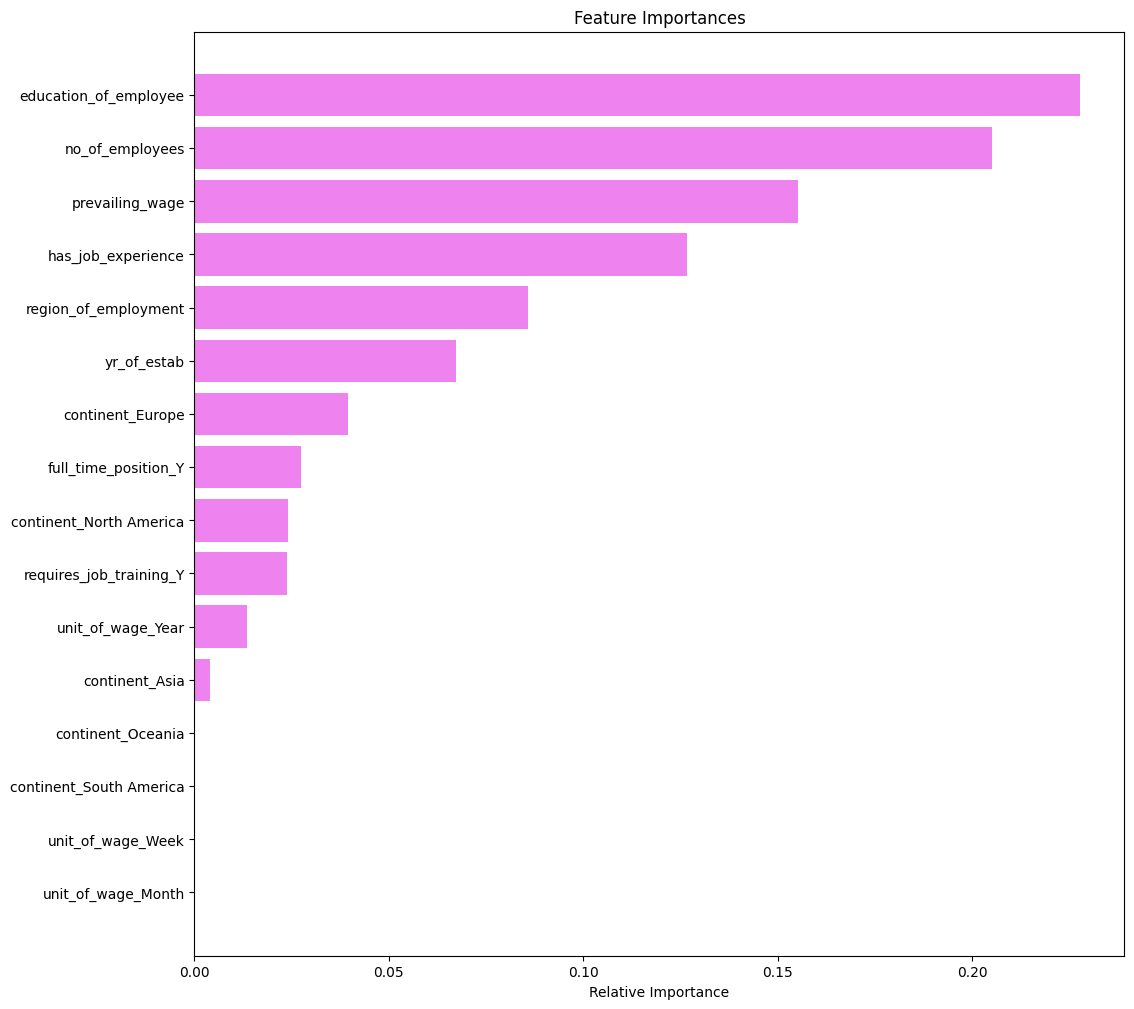 Feature Importances
education_of_employee
no_of_employees
prevailing_wage
has_job_experience
region_of_employment
yr_of_estab
continent_Europe
full_time_position_Y
continent_North America
requires_job_training_Y
unit_of_wage_Year
continent_Asia
continent_Oceania
continent_South America
unit_of_wage_Week
unit_of_wage_Month
0.00 0.05 0.10 0.15 0.20
Relative Importance